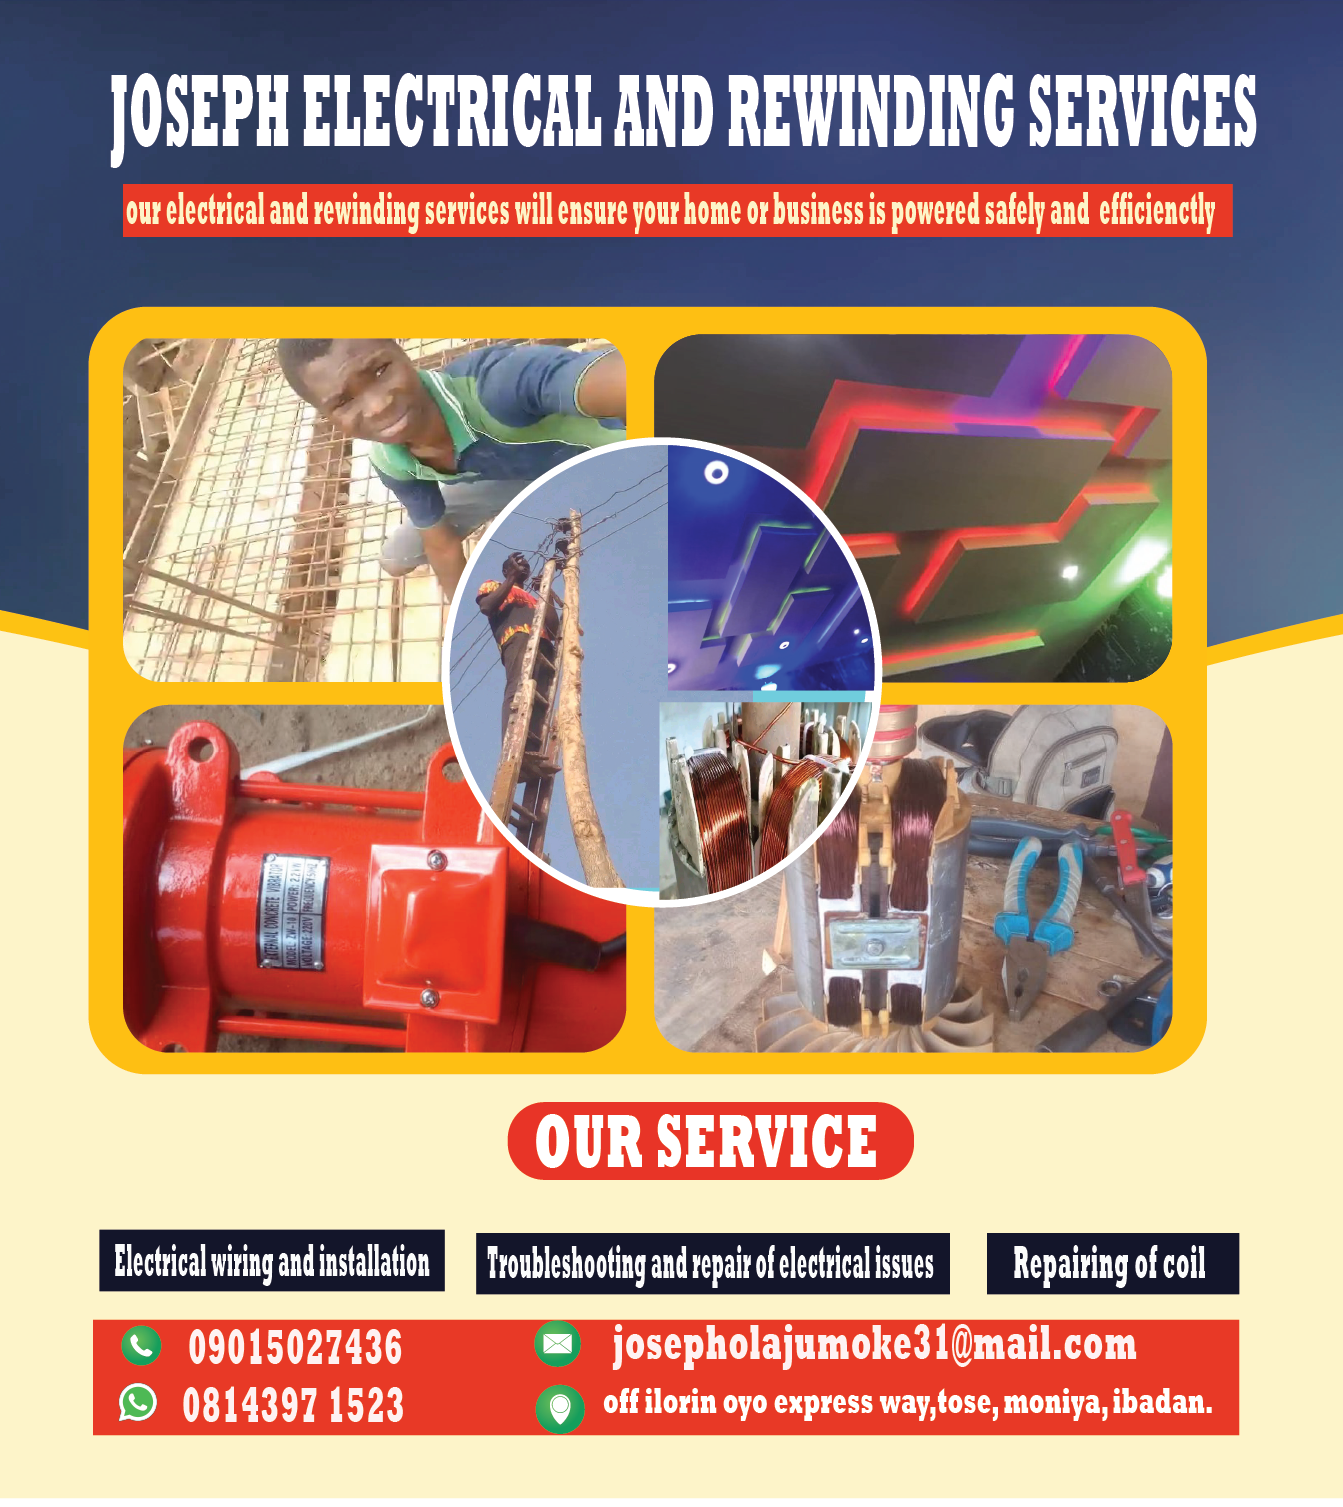 JOSEPH ELECTRICAL AND REWINDING SERVICES
our electrical and rewinding services will ensure your home or business is powered safely and efficienctly
EXTERNAL CONCRETE VIBRATOR
MODEL ZW-10 POWER 2.2KW
VOLTAGE 220V FREQUENCY 50HZ
OUR SERVICE
Electrical wiring and installation
Troubleshooting and repair of electrical issues
Repairing of coil
09015027436
josepholajumoke31@mail.com
0814397 1523
off ilorin oyo express way,tose, moniya, ibadan.